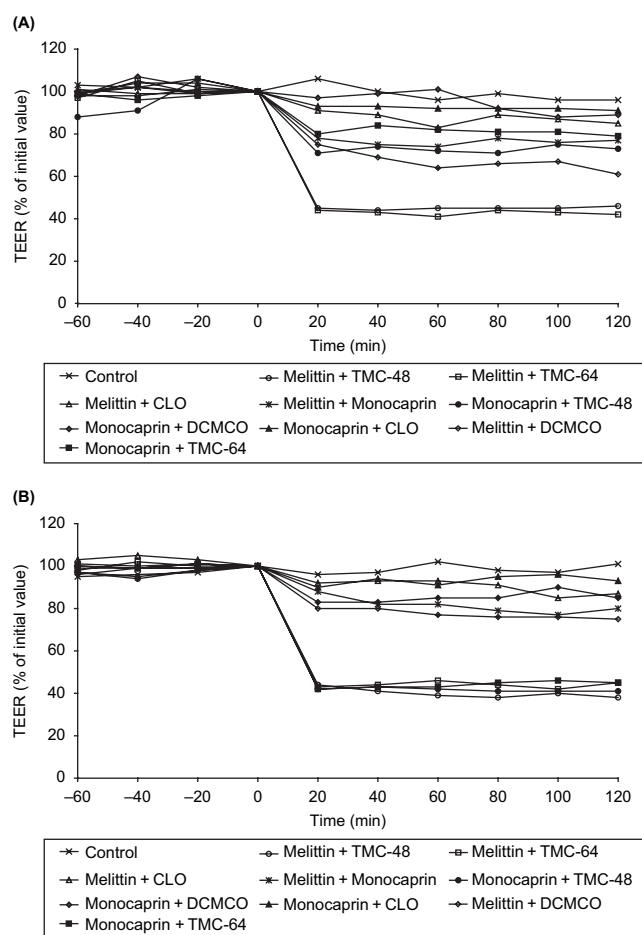 (A)
120
100
80
60
40
20
0
TEER (% of initial value)
–60 –40 –20 0 20 40 60 80 100 120
Time (min)
Control Melittin + TMC-48 Melittin + TMC-64
Melittin + CLO Melittin + Monocaprin Monocaprin + TMC-48
Monocaprin + DCMCO Monocaprin + CLO Melittin + DCMCO
Monocaprin + TMC-64
(B)
120
100
80
60
40
20
0
TEER (% of initial value)
–60 –40 –20 0 20 40 60 80 100 120
Time (min)
Control Melittin + TMC-48 Melittin + TMC-64
Melittin + CLO Melittin + Monocaprin Monocaprin + TMC-48
Monocaprin + DCMCO Monocaprin + CLO Melittin + DCMCO
Monocaprin + TMC-64